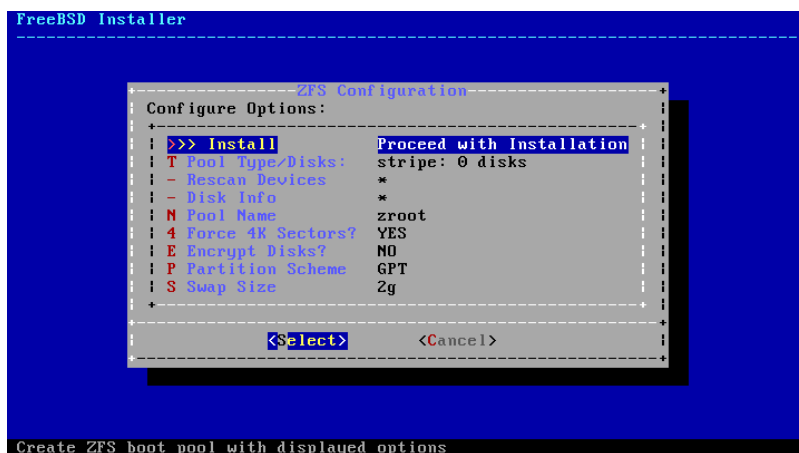 FreeBSD Installer
ZFS Configuration
Configure Options:
>>> Install Proceed with Installation
T Pool Type/Disks: stripe: 0 disks
- Rescan Devices *
- Disk Info *
N Pool Name zroot
4 Force 4K Sectors? YES
E Encrypt Disks? NO
P Partition Scheme GPT
S Swap Size 2g
<Select> <Cancel>
Create ZFS boot pool with displayed options